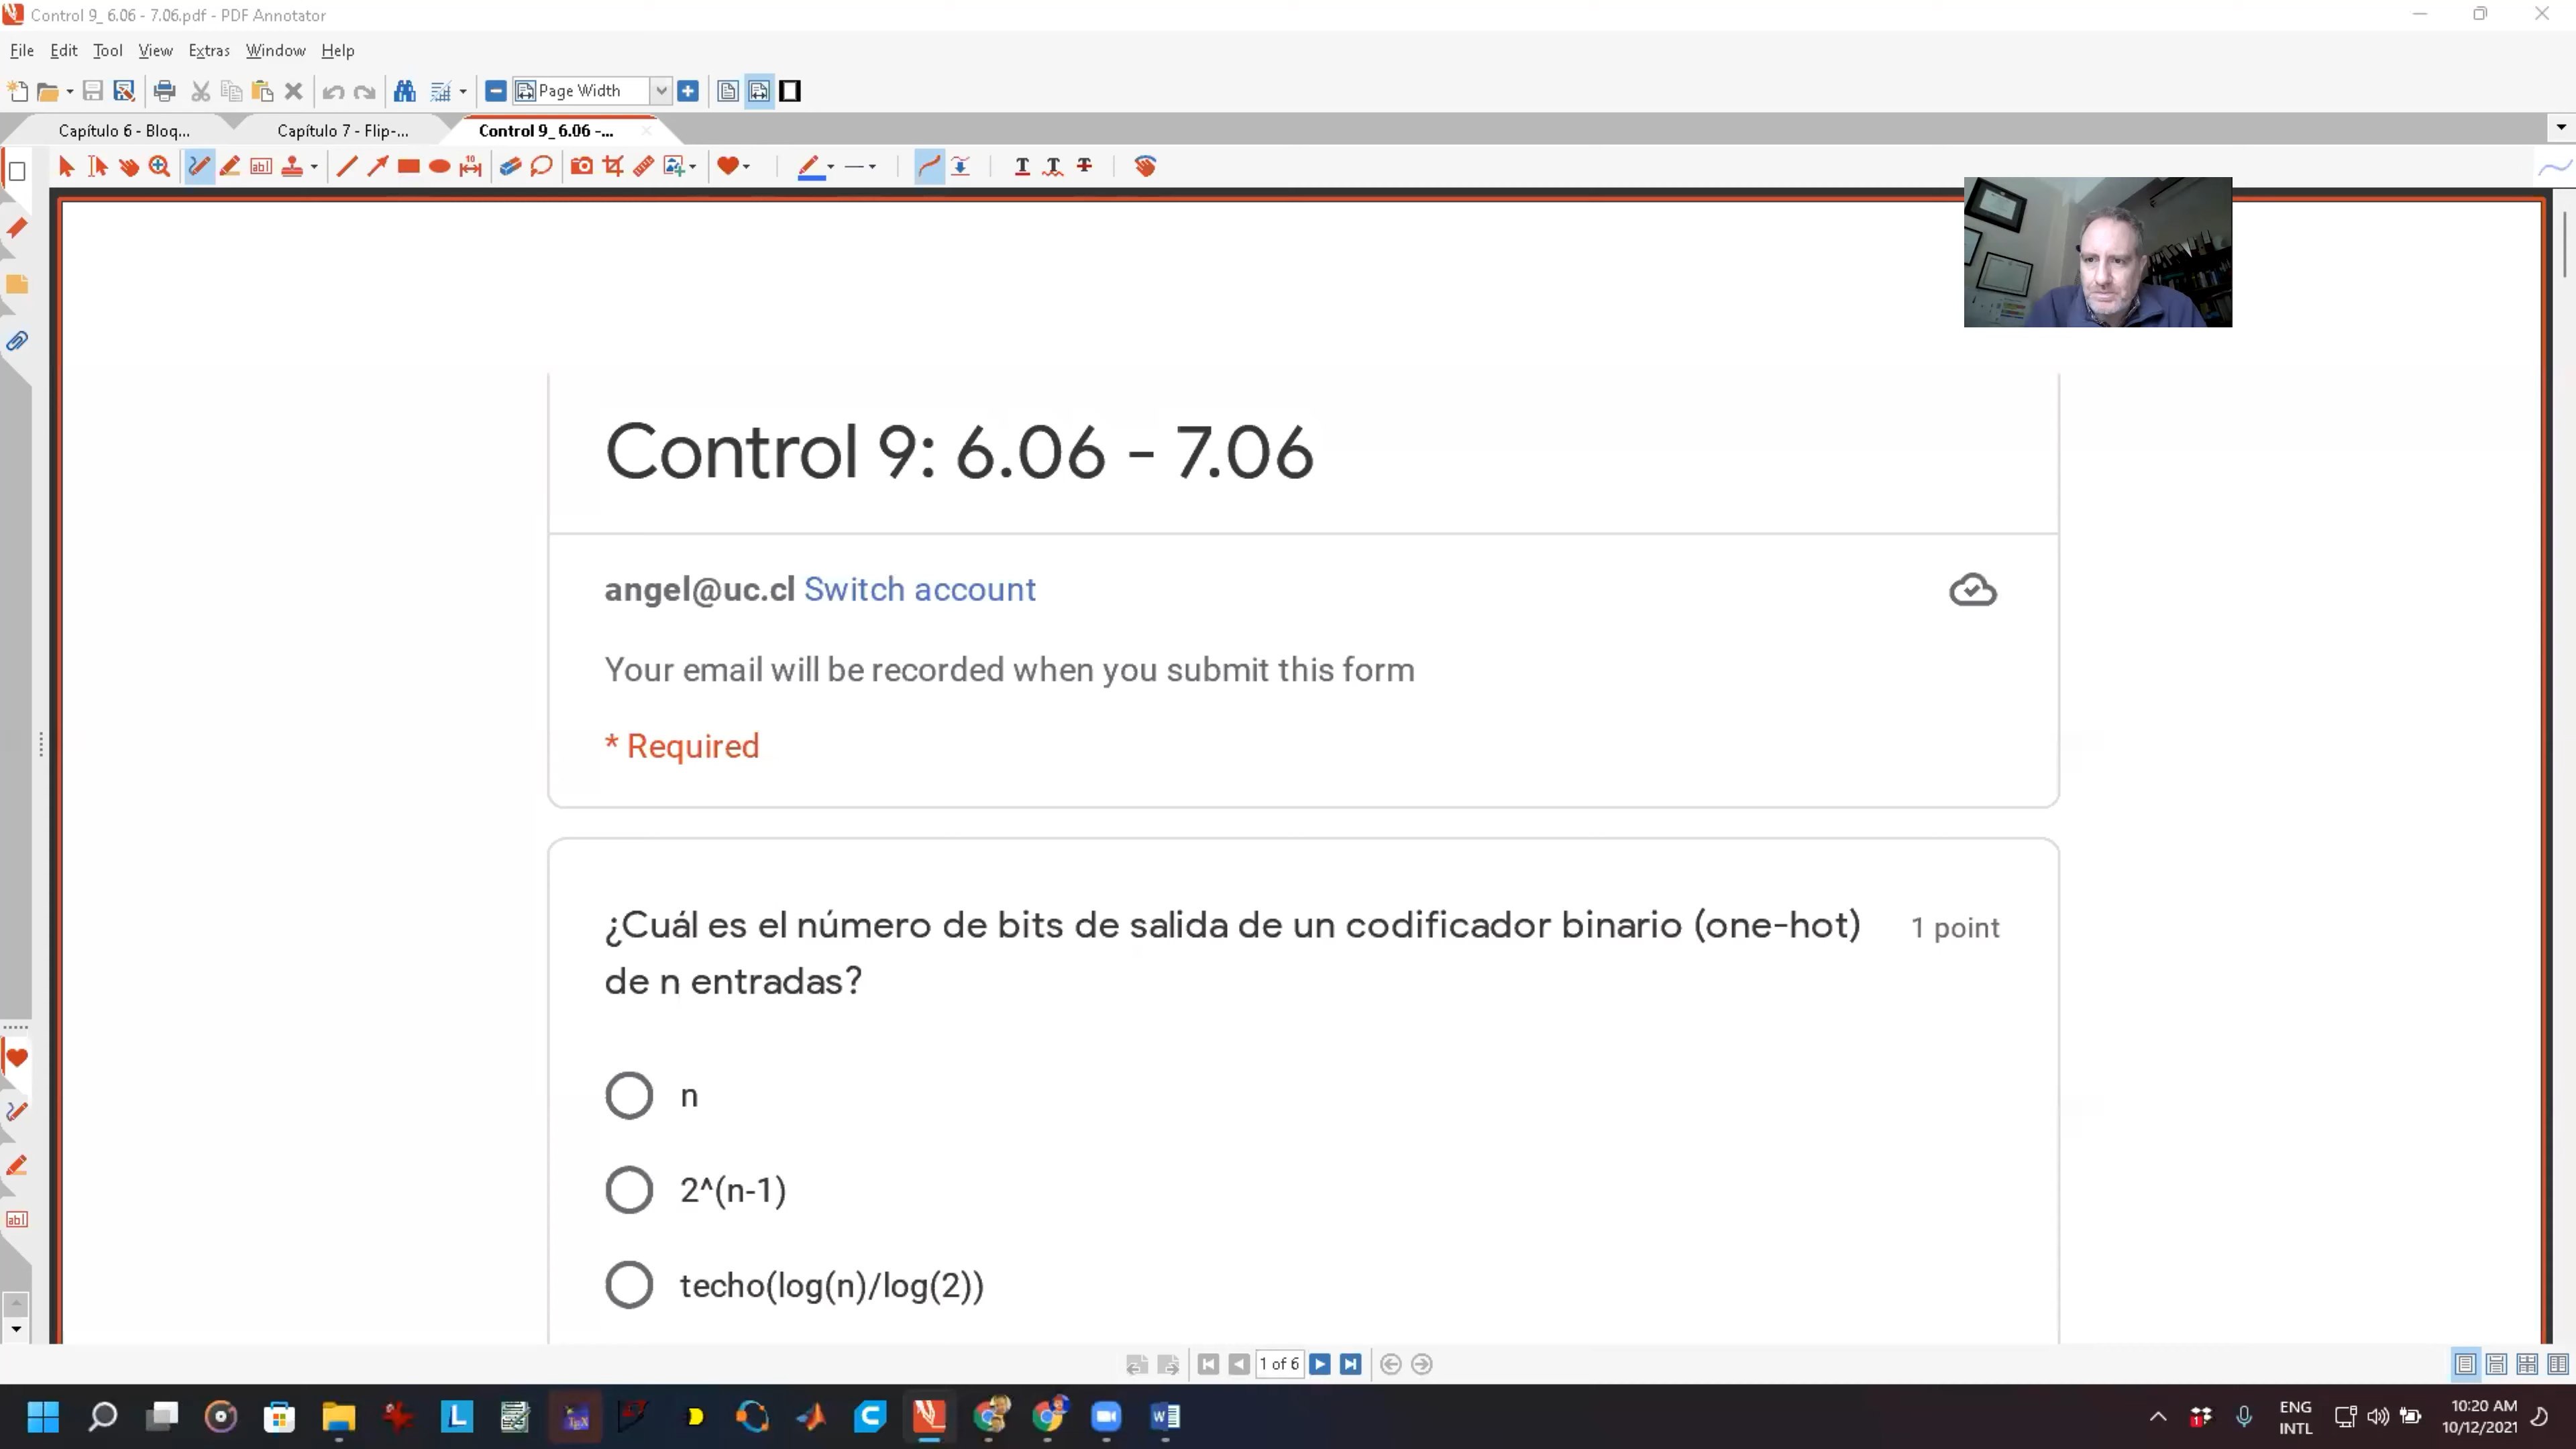 Control 9_ 6.06 - 7.06.pdf - PDF Annotator
File Edit Tool View Extras Window Help
Page Width
Capítulo 6 - Bloq... Capítulo 7 - Flip-... Control 9_ 6.06 -...
Control 9: 6.06 - 7.06
angel@uc.cl Switch account
Your email will be recorded when you submit this form
* Required
¿Cuál es el número de bits de salida de un codificador binario (one-hot) 1 point
de n entradas?
n
2^(n-1)
techo(log(n)/log(2))
1 of 6
ENG 10:20 AM
INTL 10/12/2021